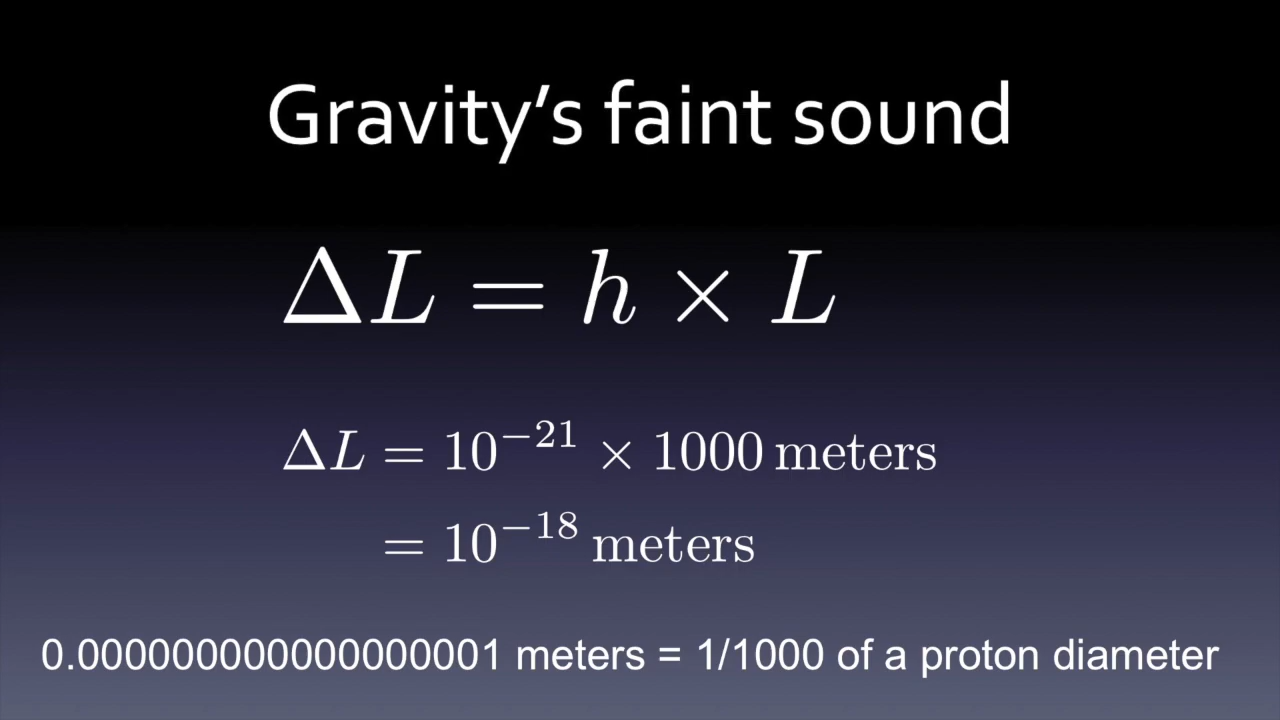 Gravity’s faint sound
ΔL = h × L
ΔL = 10⁻²¹ × 1000 meters
= 10⁻¹⁸ meters
0.000000000000000001 meters = 1/1000 of a proton diameter